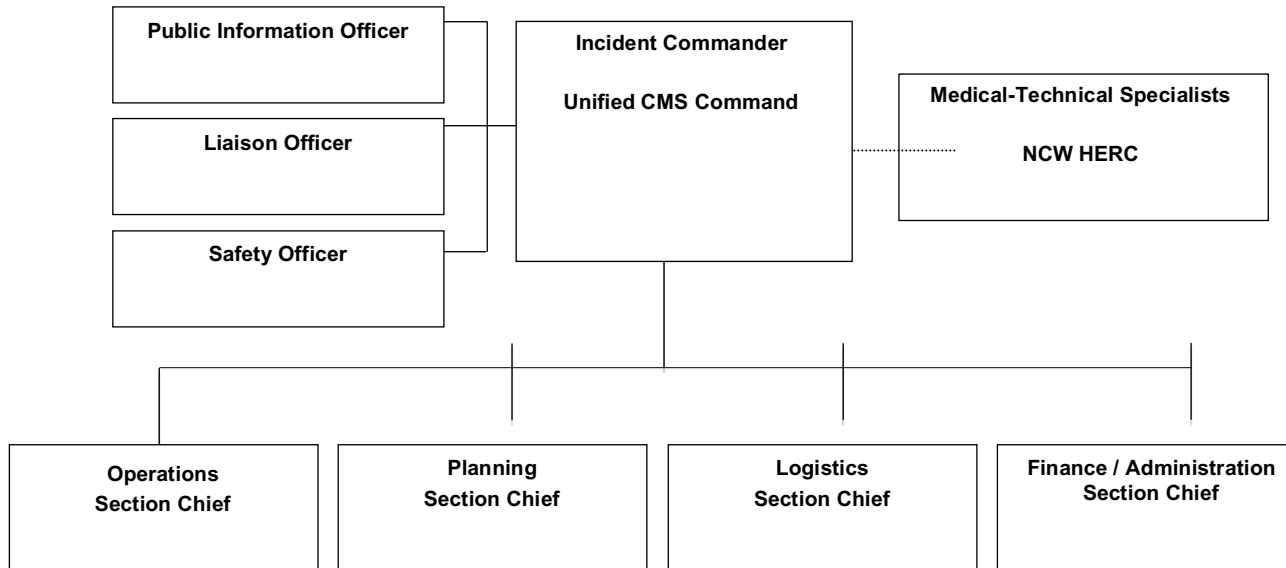 Public Information Officer
Liaison Officer
Safety Officer
Incident Commander
Unified CMS Command
Medical-Technical Specialists
NCW HERC
Operations
Section Chief
Planning
Section Chief
Logistics
Section Chief
Finance / Administration
Section Chief